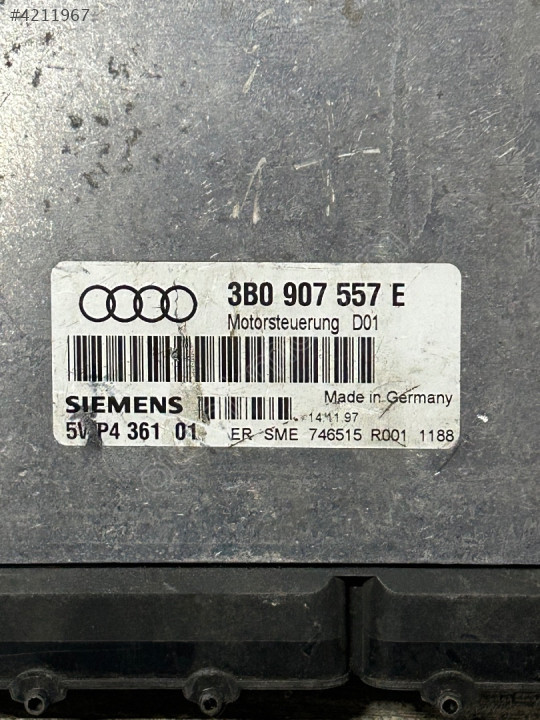 #4211967
3B0 907 557 E
Motorsteuerung D01
Made in Germany
SIEMENS
14.11.97
P4 361 01 ER SME 746515 R001 1188